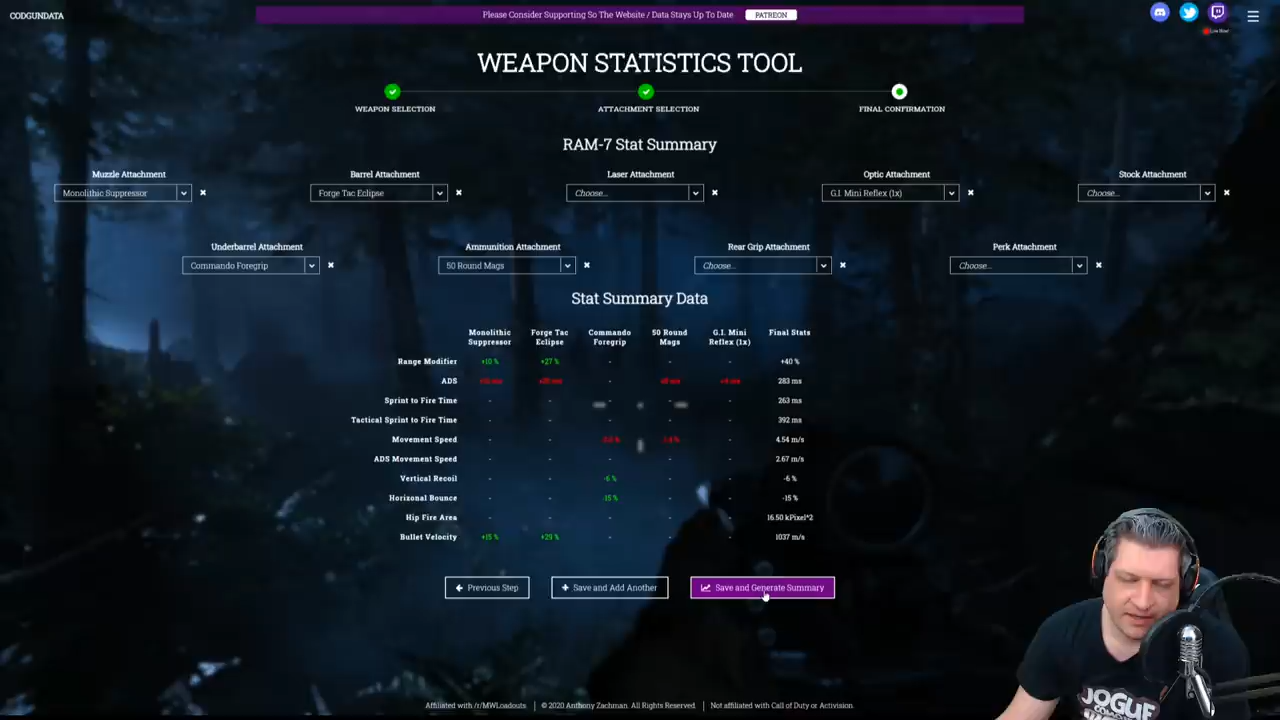 CODGUNDATA
Please Consider Supporting So The Website / Data Stays Up To Date PATREON
Live Now!
WEAPON STATISTICS TOOL
WEAPON SELECTION ATTACHMENT SELECTION FINAL CONFIRMATION
RAM-7 Stat Summary
Muzzle Attachment Barrel Attachment Laser Attachment Optic Attachment Stock Attachment
Monolithic Suppressor Forge Tac Eclipse Choose... G.I. Mini Reflex (1x) Choose...
Underbarrel Attachment Ammunition Attachment Rear Grip Attachment Perk Attachment
Commando Foregrip 50 Round Mags Choose... Choose...
Stat Summary Data
Monolithic Suppressor Forge Tac Eclipse Commando Foregrip 50 Round Mags G.I. Mini Reflex (1x) Final Stats
Range Modifier +10 % +27 % - - - +40 %
ADS - 283 ms
Sprint to Fire Time - - - - - 263 ms
Tactical Sprint to Fire Time - - - - - 392 ms
Movement Speed - - - 4.54 m/s
ADS Movement Speed - - - - - 2.67 m/s
Vertical Recoil - - -6 % - - -6 %
Horizonal Bounce - - -15 % - - -15 %
Hip Fire Area - - - - - 16.50 kPixel^2
Bullet Velocity +15 % +29 % - - - 1037 m/s
Previous Step Save and Add Another Save and Generate Summary
JOGUE
Affiliated with /r/MWLoadouts. | © 2020 Anthony Zachman. All Rights Reserved. | Not affiliated with Call of Duty or Activision.